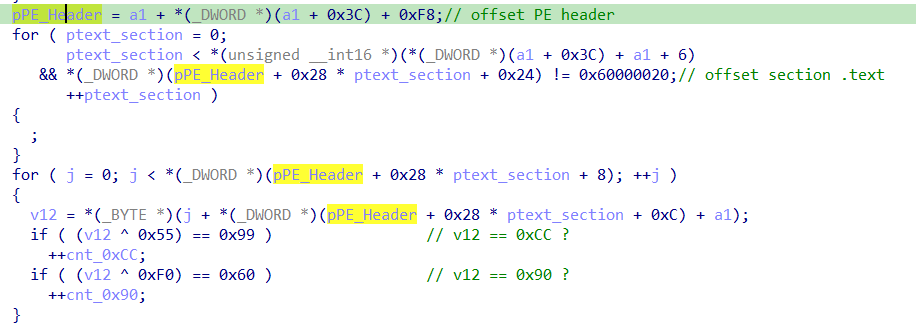 pPE_Header = a1 + *(_DWORD *)(a1 + 0x3C) + 0xF8;// offset PE header
for ( ptext_section = 0;
ptext_section < *(unsigned __int16 *)(*(_DWORD *)(a1 + 0x3C) + a1 + 6)
&& *(_DWORD *)(pPE_Header + 0x28 * ptext_section + 0x24) != 0x60000020;// offset section .text
++ptext_section )
{
;
}
for ( j = 0; j < *(_DWORD *)(pPE_Header + 0x28 * ptext_section + 8); ++j )
{
v12 = *(_BYTE *)(j + *(_DWORD *)(pPE_Header + 0x28 * ptext_section + 0xC) + a1);
if ( (v12 ^ 0x55) == 0x99 ) // v12 == 0xCC ?
++cnt_0xCC;
if ( (v12 ^ 0xF0) == 0x60 ) // v12 == 0x90 ?
++cnt_0x90;
}